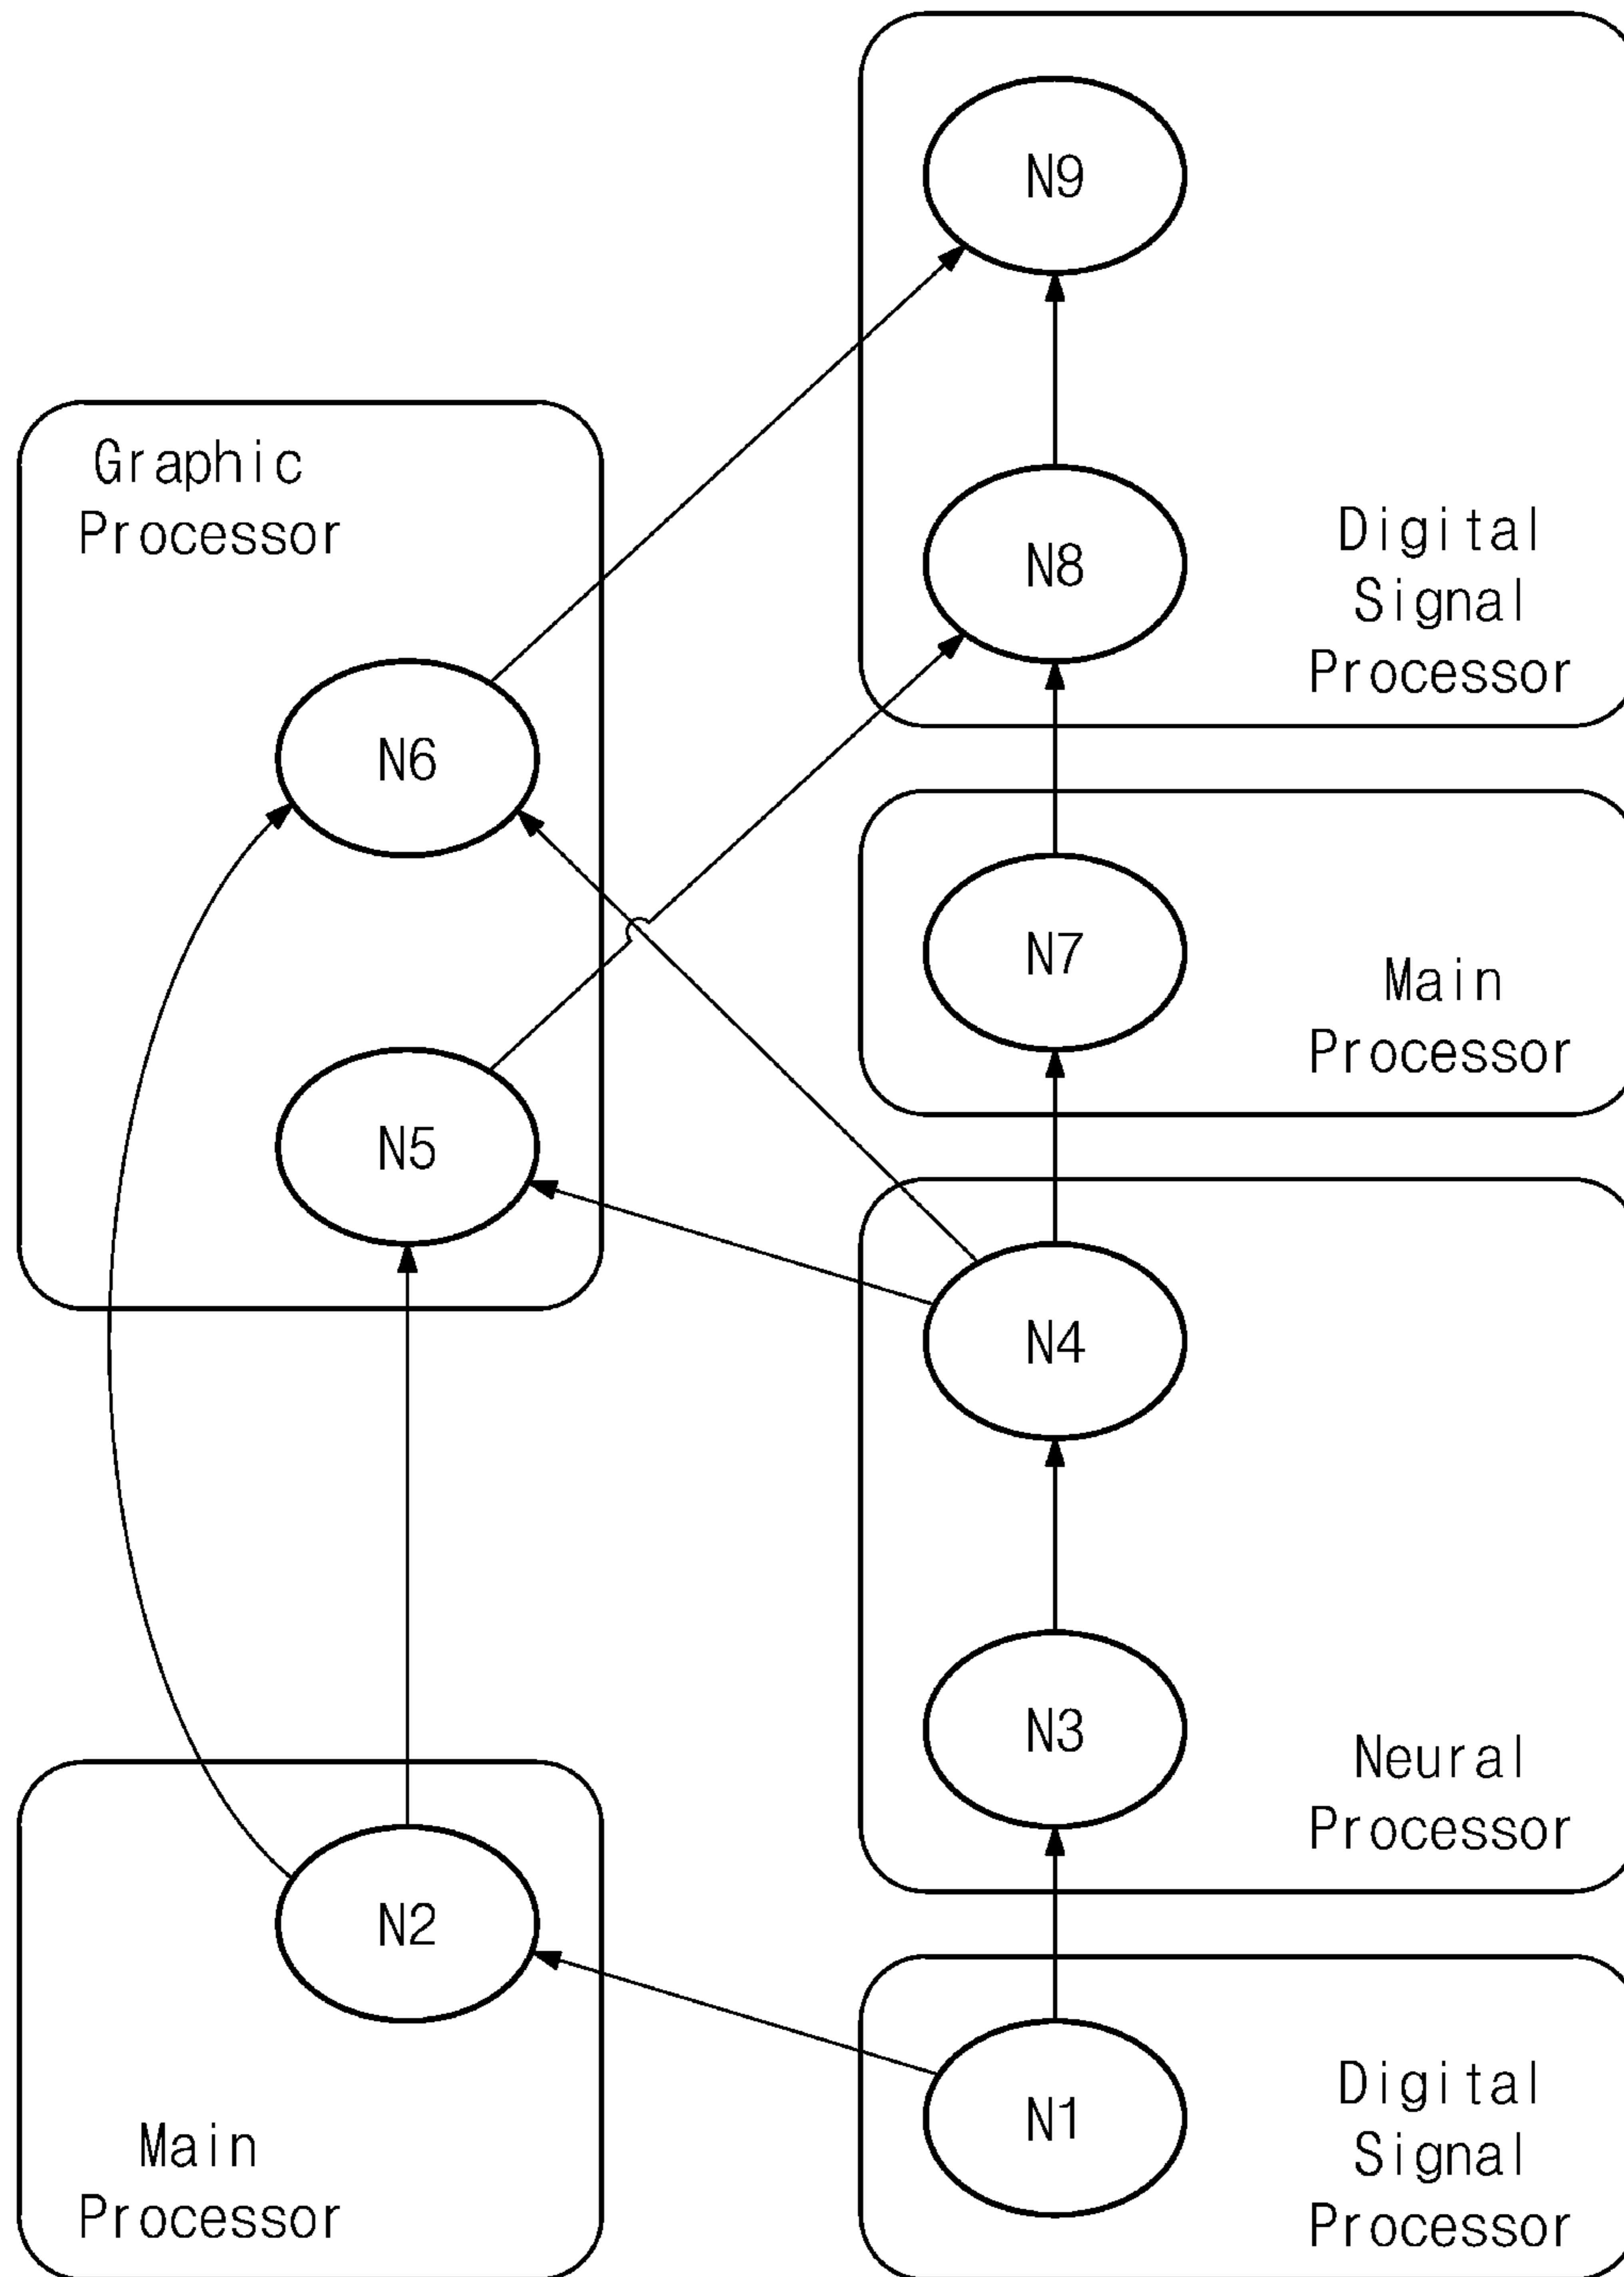 N9
Graphic
Processor
Digital
Signal
Processor
N8
N6
N7
Main
Processor
N5
N4
N3
Neural
Processor
N2
Main
Processor
N1
Digital
Signal
Processor